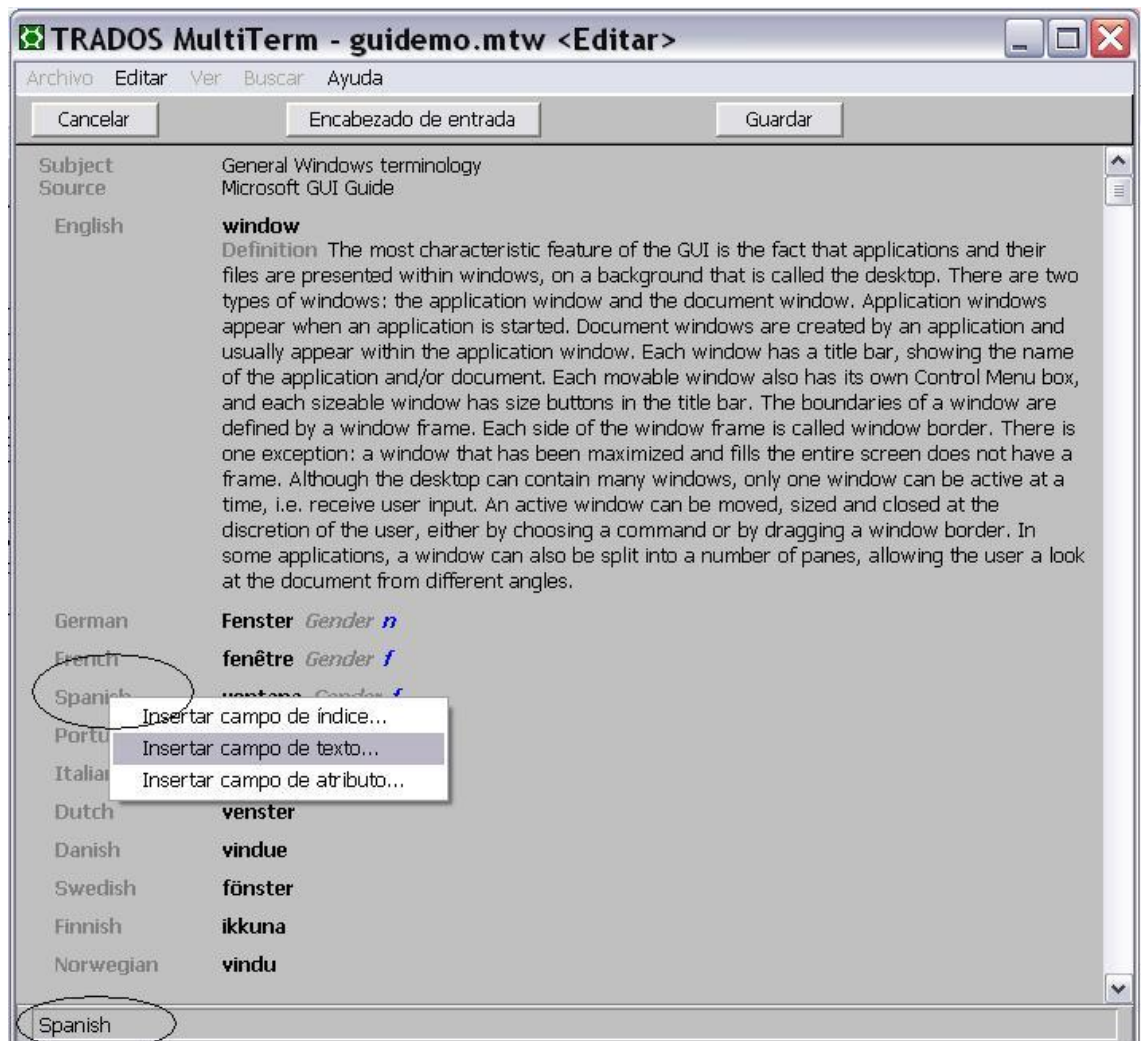 TRADOS MultiTerm - guidemo.mtw <Editar>
Archivo Editar Ver Buscar Ayuda
Cancelar Encabezado de entrada Guardar
Subject General Windows terminology
Source Microsoft GUI Guide
English window
Definition The most characteristic feature of the GUI is the fact that applications and their
files are presented within windows, on a background that is called the desktop. There are two
types of windows: the application window and the document window. Application windows
appear when an application is started. Document windows are created by an application and
usually appear within the application window. Each window has a title bar, showing the name
of the application and/or document. Each movable window also has its own Control Menu box,
and each sizeable window has size buttons in the title bar. The boundaries of a window are
defined by a window frame. Each side of the window frame is called window border. There is
one exception: a window that has been maximized and fills the entire screen does not have a
frame. Although the desktop can contain many windows, only one window can be active at a
time, i.e. receive user input. An active window can be moved, sized and closed at the
discretion of the user, either by choosing a command or by dragging a window border. In
some applications, a window can also be split into a number of panes, allowing the user a look
at the document from different angles.
German Fenster Gender n
French fenêtre Gender f
Spanish ventana Gender f
Insertar campo de índice...
Portu Insertar campo de texto...
Italian Insertar campo de atributo...
Dutch venster
Danish vindue
Swedish fönster
Finnish ikkuna
Norwegian vindu
Spanish